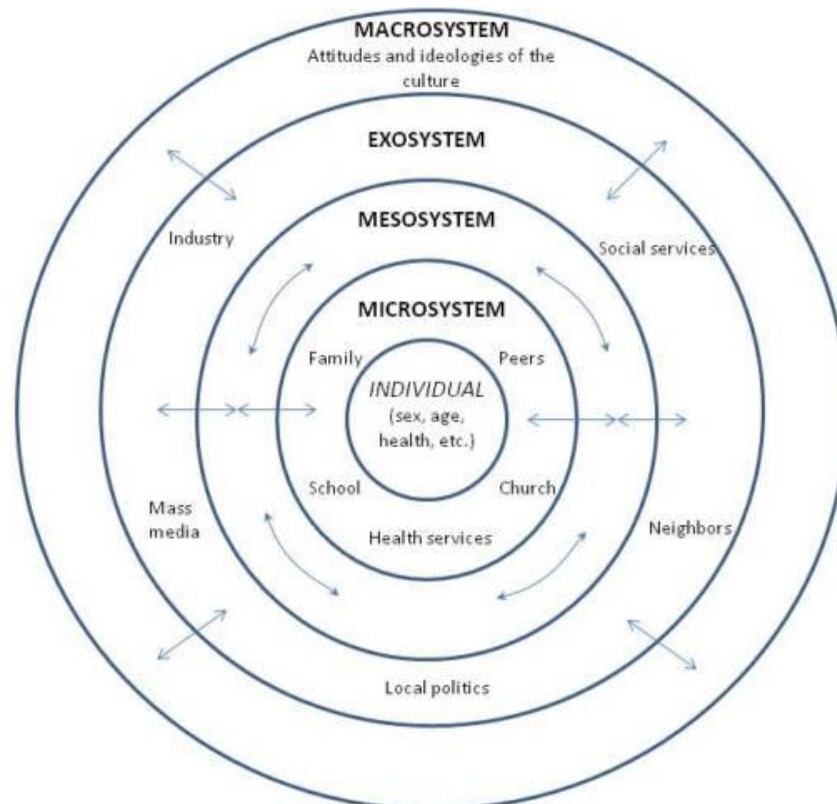 MACROSYSTEM
Attitudes and ideologies of the
culture
EXOSYSTEM
MESOSYSTEM
Industry
Social services
MICROSYSTEM
Family
Peers
INDIVIDUAL
(sex, age,
health, etc.)
School
Church
Mass
media
Health services
Neighbors
Local politics